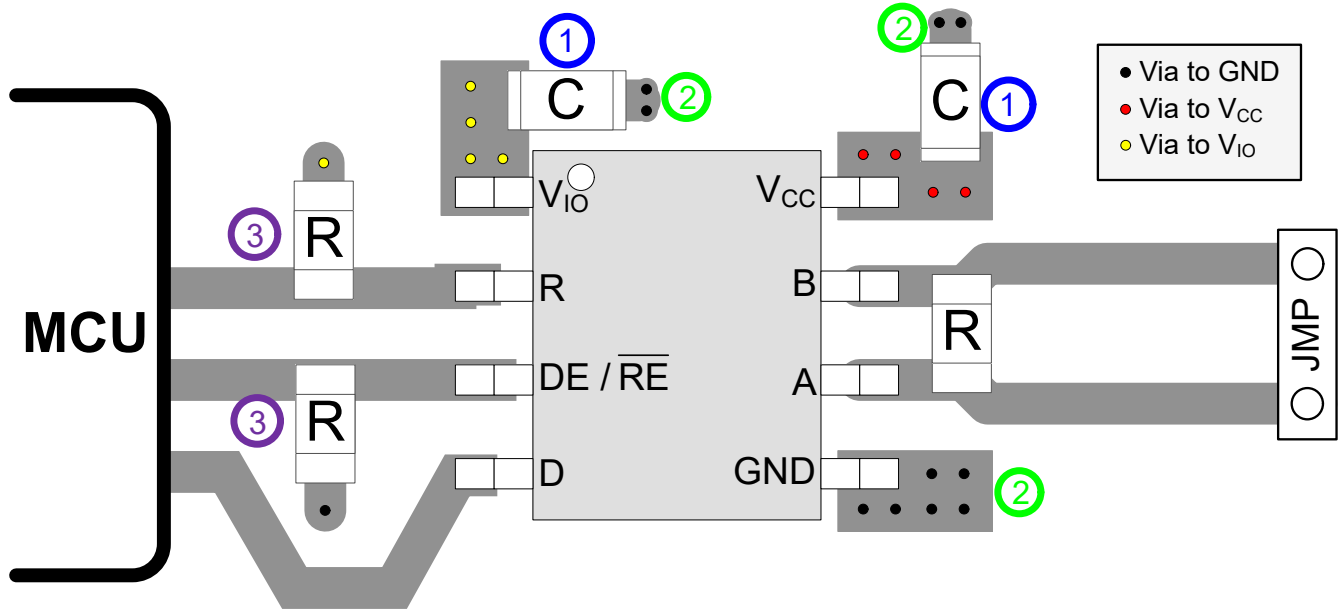 1
2
C
2
C
1
Via to GND
Via to VCC
Via to VIO
3
R
VIO
VCC
MCU
R
B
R
JMP
DE / R̅E̅
A
3
R
D
GND
2